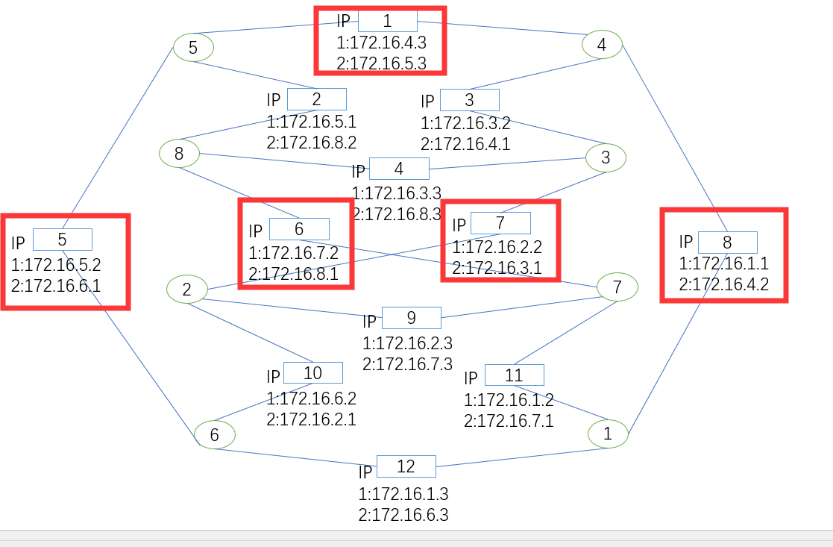 IP 1
1:172.16.4.3
2:172.16.5.3
5
4
IP 2
1:172.16.5.1
2:172.16.8.2
IP 3
1:172.16.3.2
2:172.16.4.1
8
3
IP 4
1:172.16.3.3
2:172.16.8.3
IP 5
1:172.16.5.2
2:172.16.6.1
IP 6
1:172.16.7.2
2:172.16.8.1
IP 7
1:172.16.2.2
2:172.16.3.1
IP 8
1:172.16.1.1
2:172.16.4.2
2
7
IP 9
1:172.16.2.3
2:172.16.7.3
IP 10
1:172.16.6.2
2:172.16.2.1
IP 11
1:172.16.1.2
2:172.16.7.1
6
1
IP 12
1:172.16.1.3
2:172.16.6.3